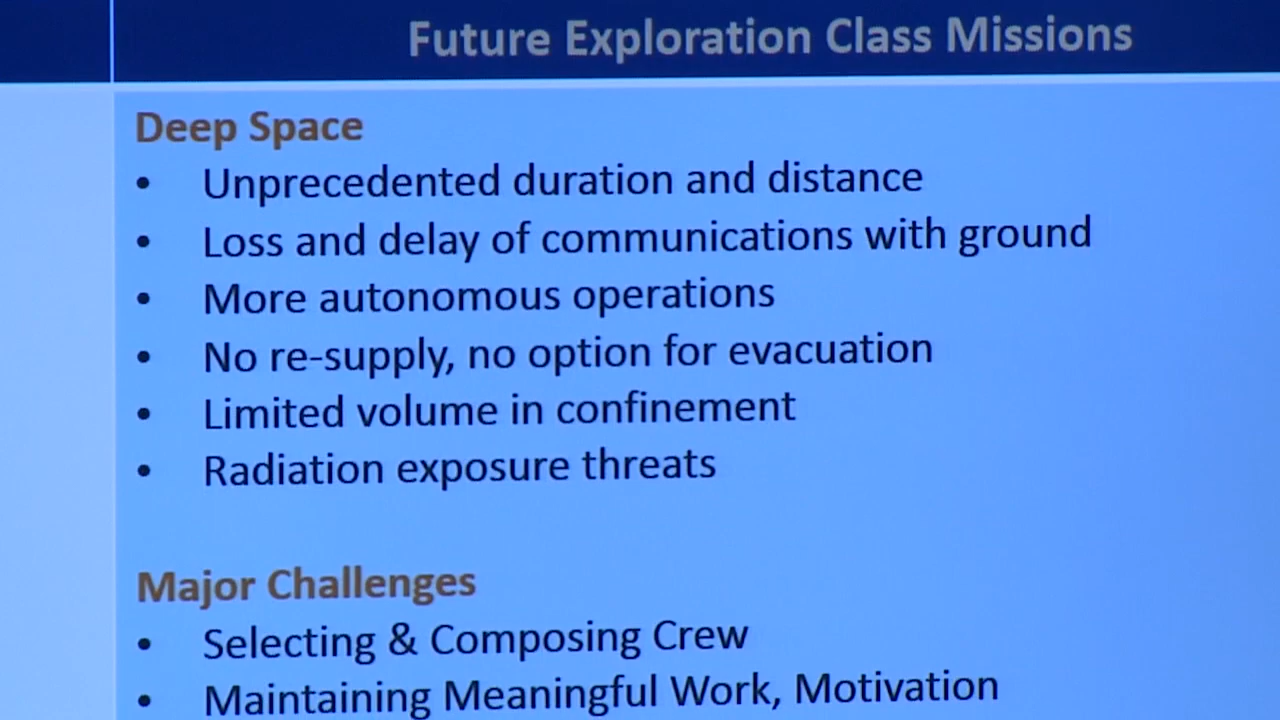 Future Exploration Class Missions
Deep Space
• Unprecedented duration and distance
• Loss and delay of communications with ground
• More autonomous operations
• No re-supply, no option for evacuation
• Limited volume in confinement
• Radiation exposure threats
Major Challenges
• Selecting & Composing Crew
• Maintaining Meaningful Work, Motivation